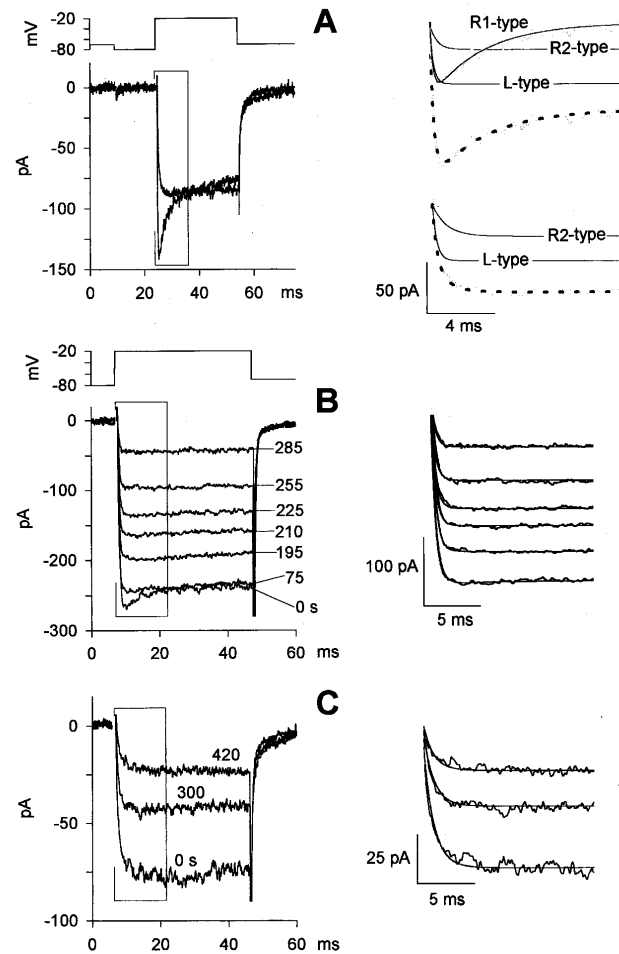 A
mV
-20
-80
R1-type
R2-type
L-type
pA
0
-50
-100
-150
0 20 40 60 ms
R2-type
L-type
50 pA
4 ms
B
mV
-20
-80
pA
0
-100
-200
-300
285
255
225
210
195
75
0 s
0 20 40 60 ms
100 pA
5 ms
C
pA
0
-50
-100
420
300
0 s
0 20 40 60 ms
25 pA
5 ms